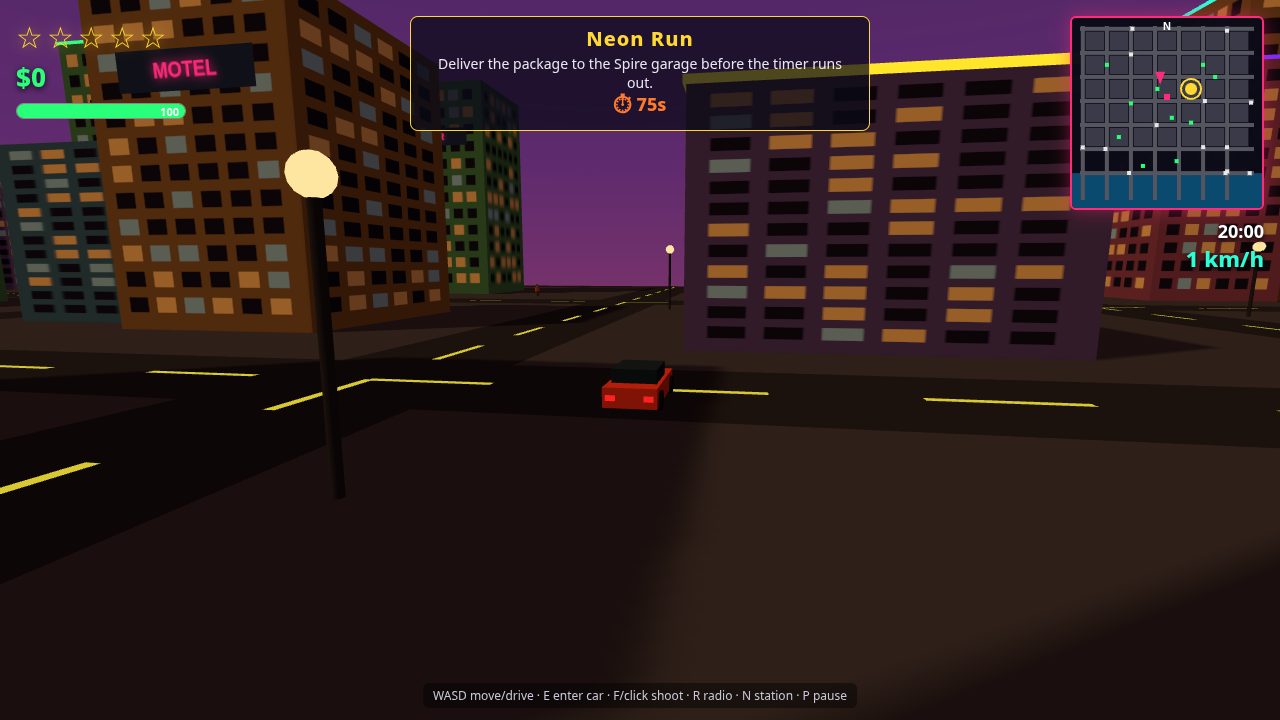 ☆ ☆ ☆ ☆ ☆
$0
100
MOTEL
Neon Run
Deliver the package to the Spire garage before the timer runs
out.
⏱ 75s
N
20:00
1 km/h
WASD move/drive · E enter car · F/click shoot · R radio · N station · P pause